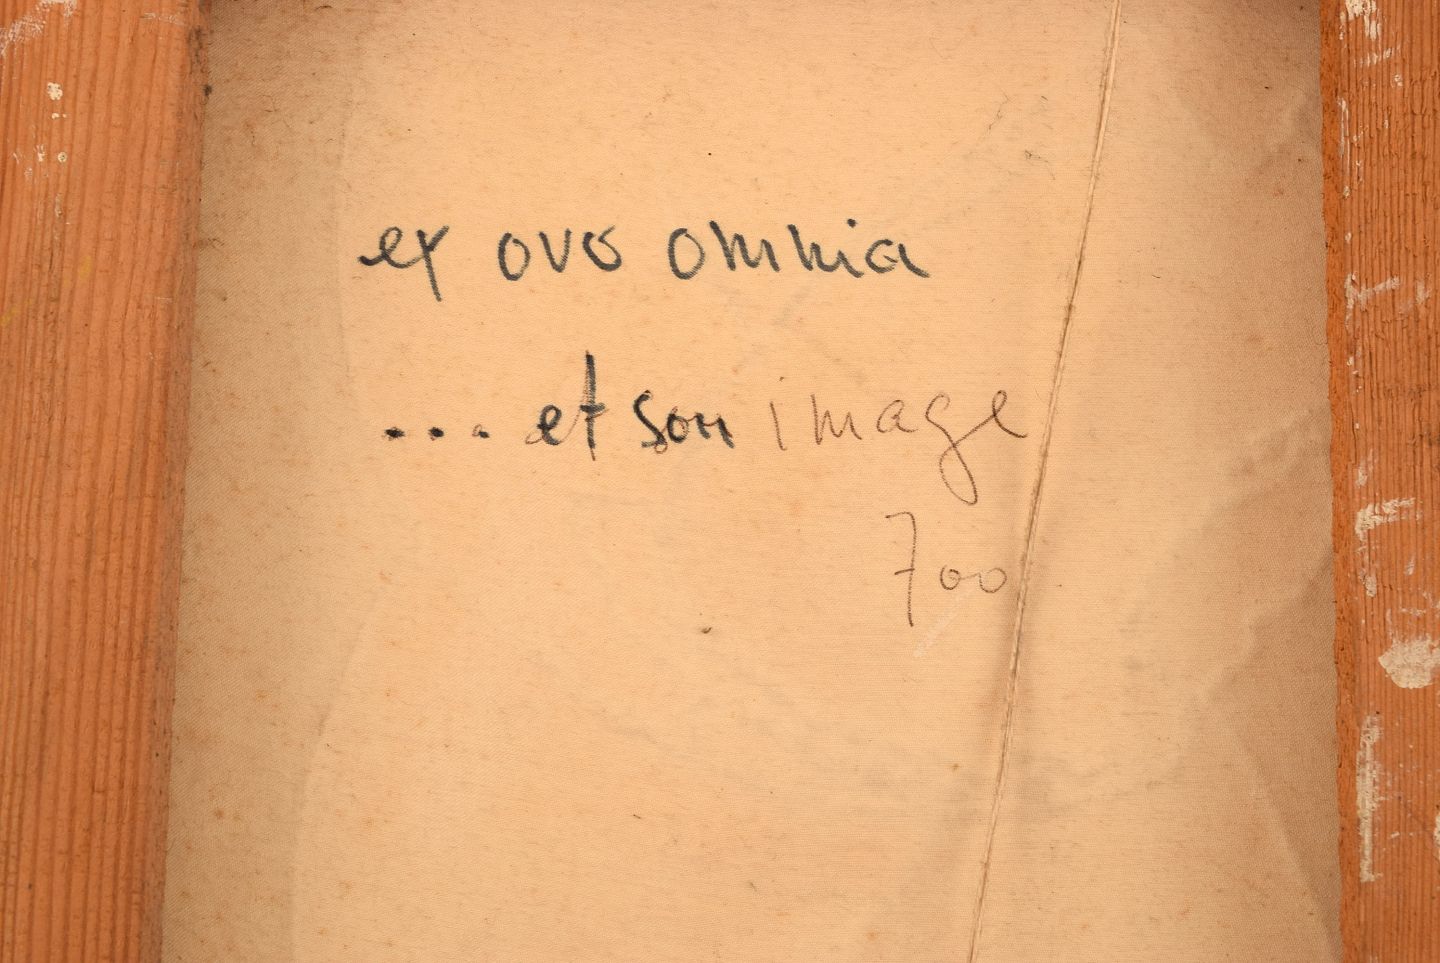 ex ovo omnia
... et son image
700